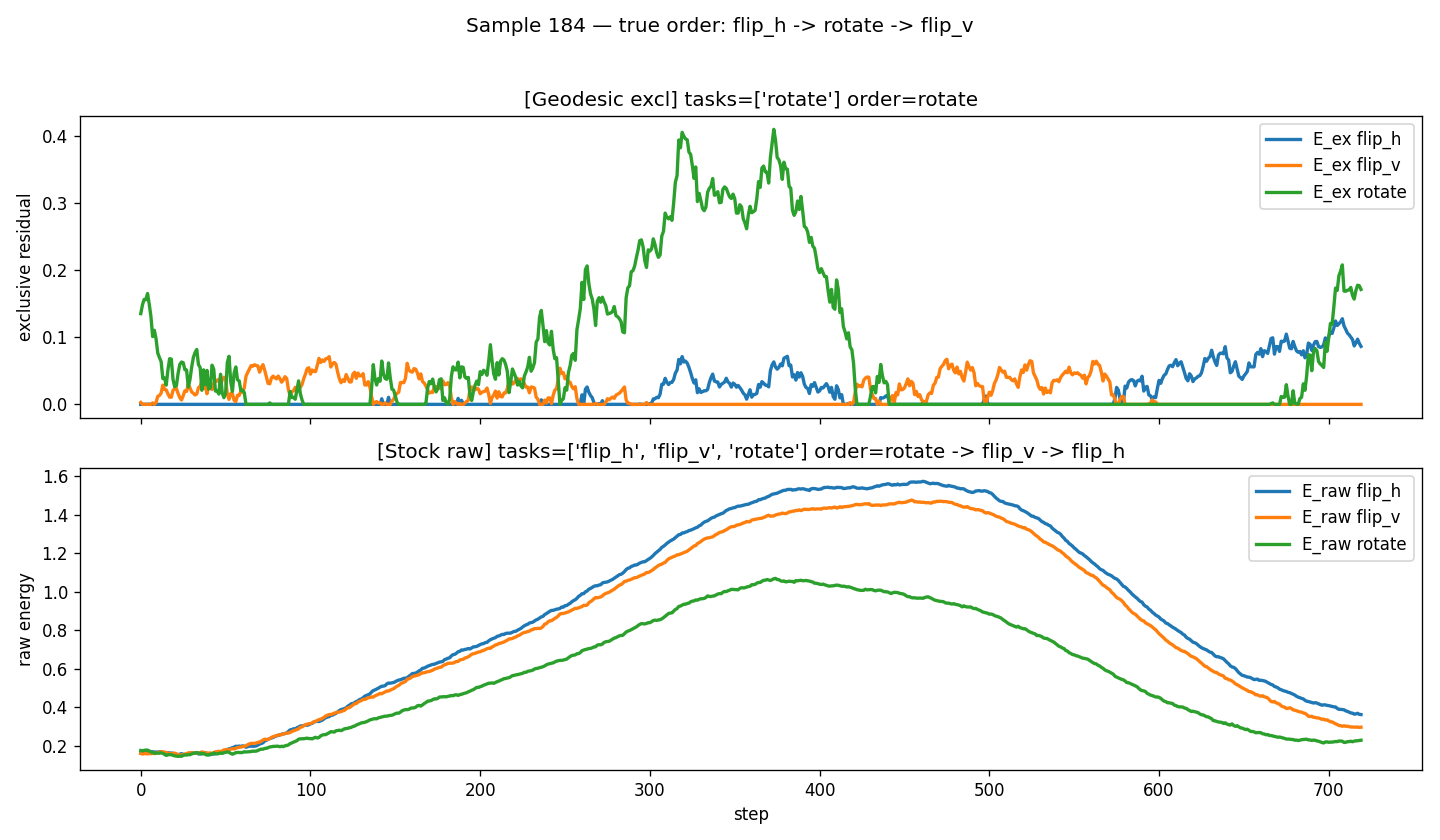 Sample 184 — true order: flip_h -> rotate -> flip_v
[Geodesic excl] tasks=['rotate'] order=rotate
exclusive residual
0.4
0.3
0.2
0.1
0.0
E_ex flip_h
E_ex flip_v
E_ex rotate
[Stock raw] tasks=['flip_h', 'flip_v', 'rotate'] order=rotate -> flip_v -> flip_h
raw energy
1.6
1.4
1.2
1.0
0.8
0.6
0.4
0.2
E_raw flip_h
E_raw flip_v
E_raw rotate
0 100 200 300 400 500 600 700
step